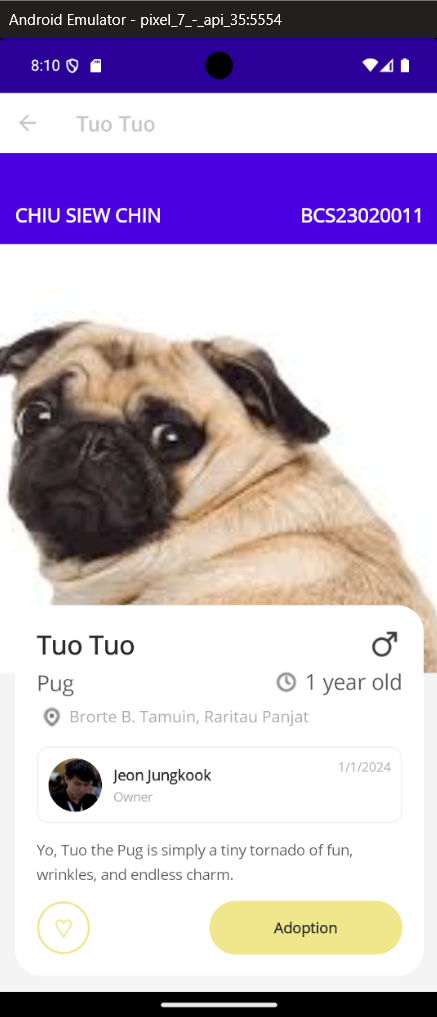 Android Emulator - pixel_7_-_api_35:5554
8:10
Tuo Tuo
CHIU SIEW CHIN BCS23020011
Tuo Tuo
Pug 1 year old
Brorte B. Tamuin, Raritau Panjat
Jeon Jungkook 1/1/2024
Owner
Yo, Tuo the Pug is simply a tiny tornado of fun,
wrinkles, and endless charm.
Adoption